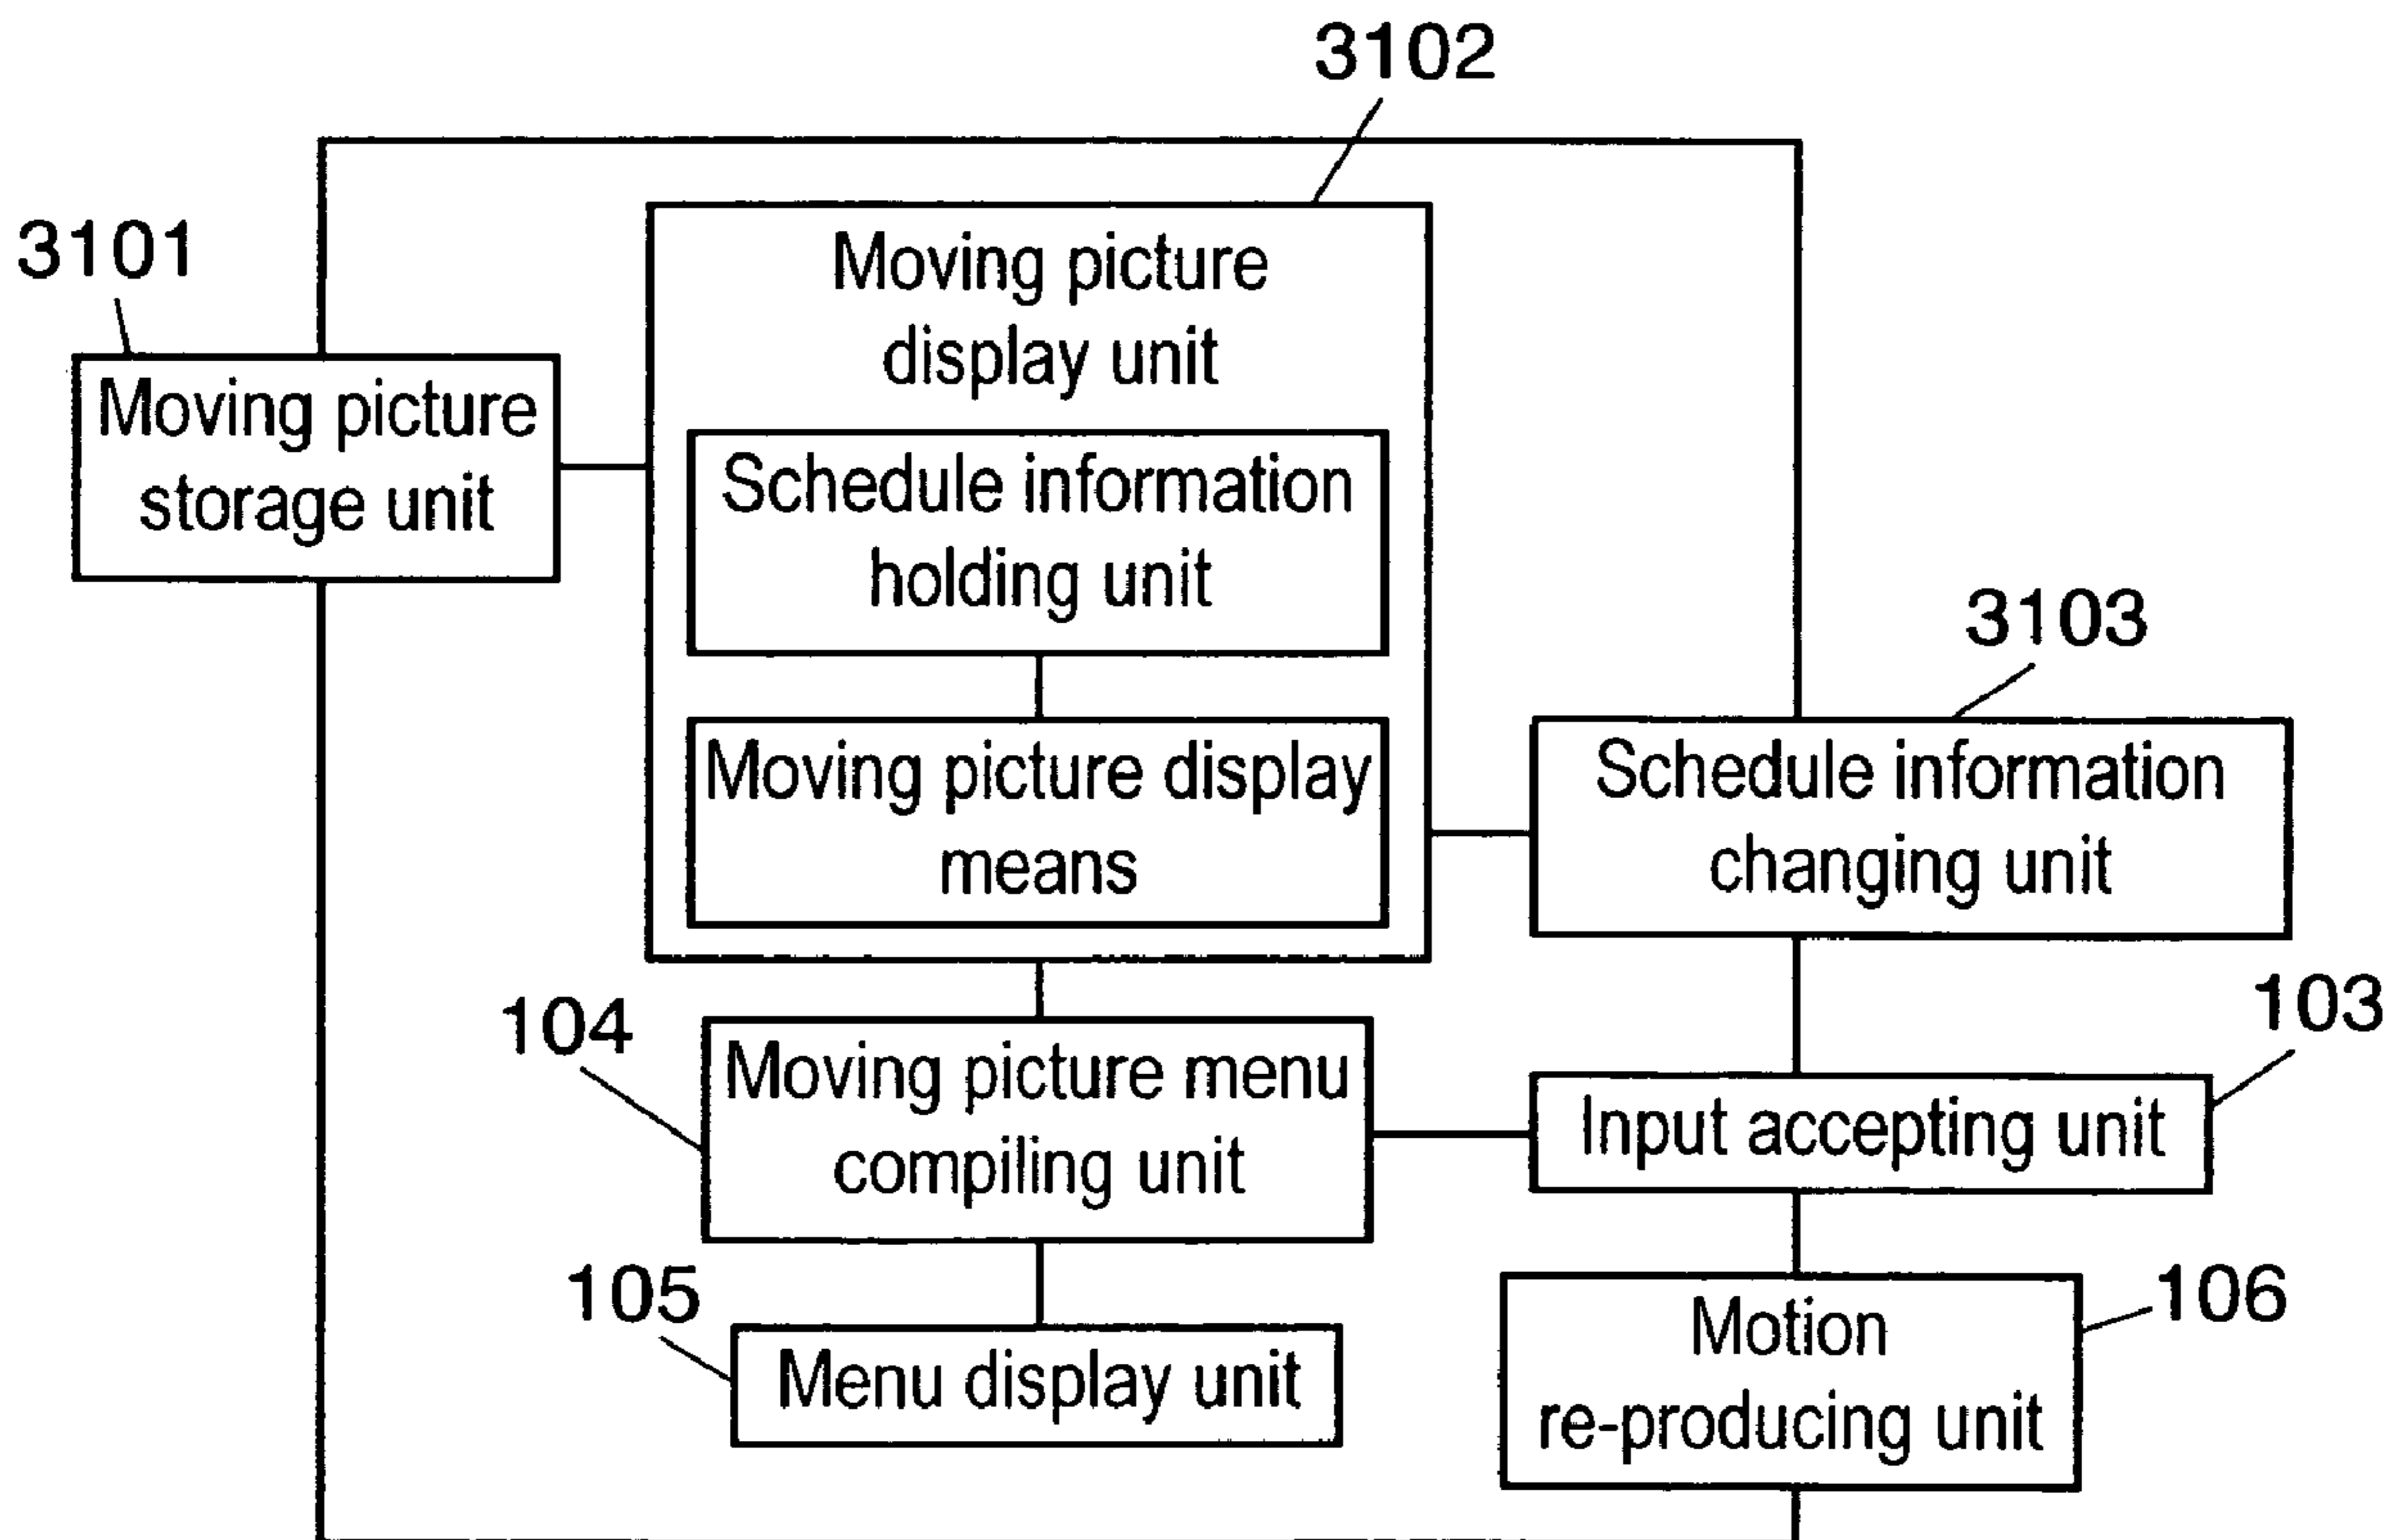 3102
3101
Moving picture
display unit
Moving picture
storage unit
Schedule information
holding unit
3103
Moving picture display
means
Schedule information
changing unit
104
103
Moving picture menu
compiling unit
Input accepting unit
105
Menu display unit
106
Motion
re-producing unit